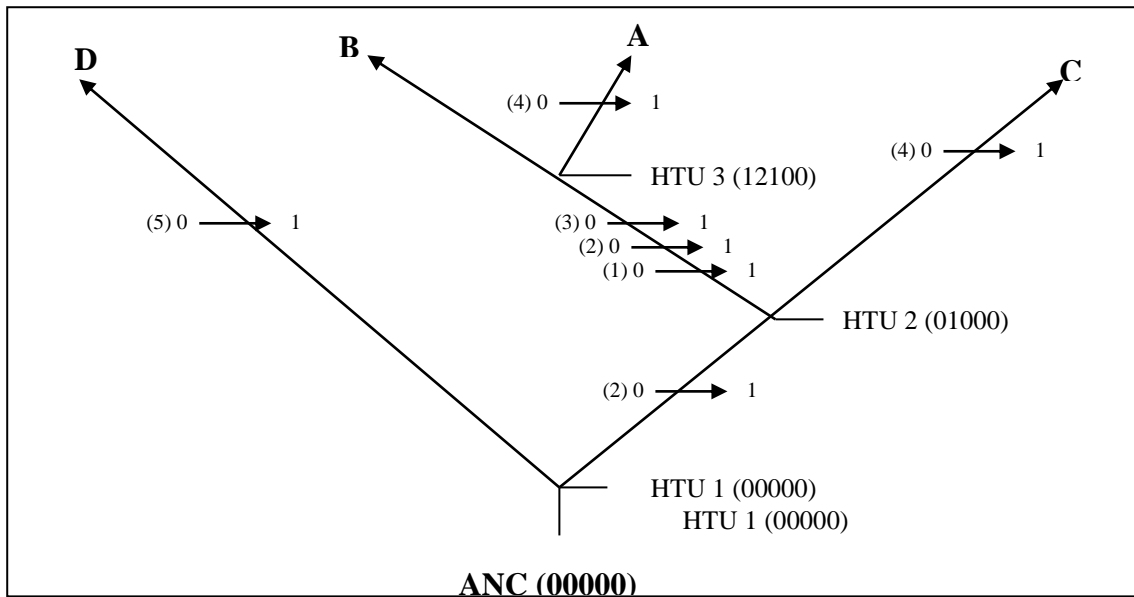 A
B
D
C
(4) 0 1
(4) 0 1
HTU 3 (12100)
(5) 0 1
(3) 0 1
(2) 0 1
(1) 0 1
HTU 2 (01000)
(2) 0 1
HTU 1 (00000)
HTU 1 (00000)
ANC (00000)